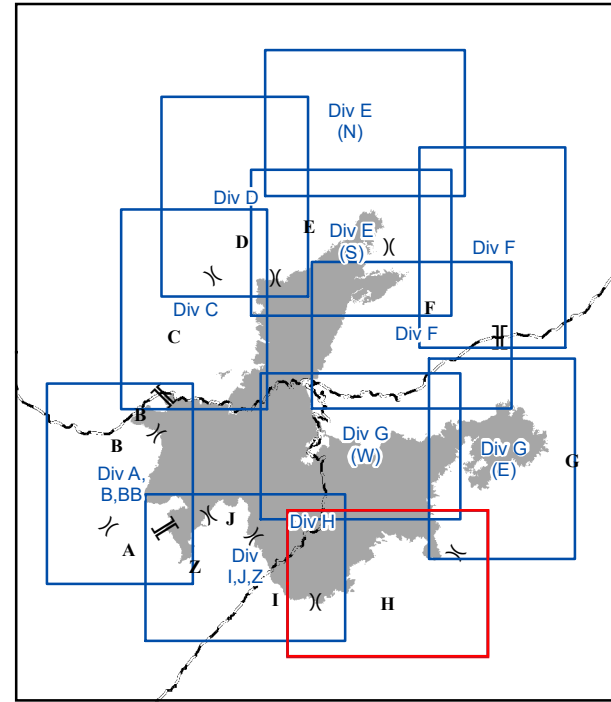 Div E
(N)
Div D
E
D
Div E
(S)
Div F
Div C
F
C
Div F
B
B
Div G
(W)
Div G
(E)
G
Div A,
B,BB
J
Div H
A
Z
Div
I,J,Z
I
H